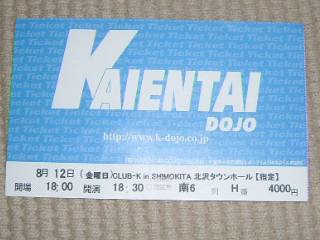 KAIENTAI
DOJO
http://www.k-dojo.co.jp
8月 12日 (金曜日) CLUB-K in SHIMOKITA 北沢タウンホール【指定】
開場 18:00 開演 18:30 南6 列 H 番 4000円